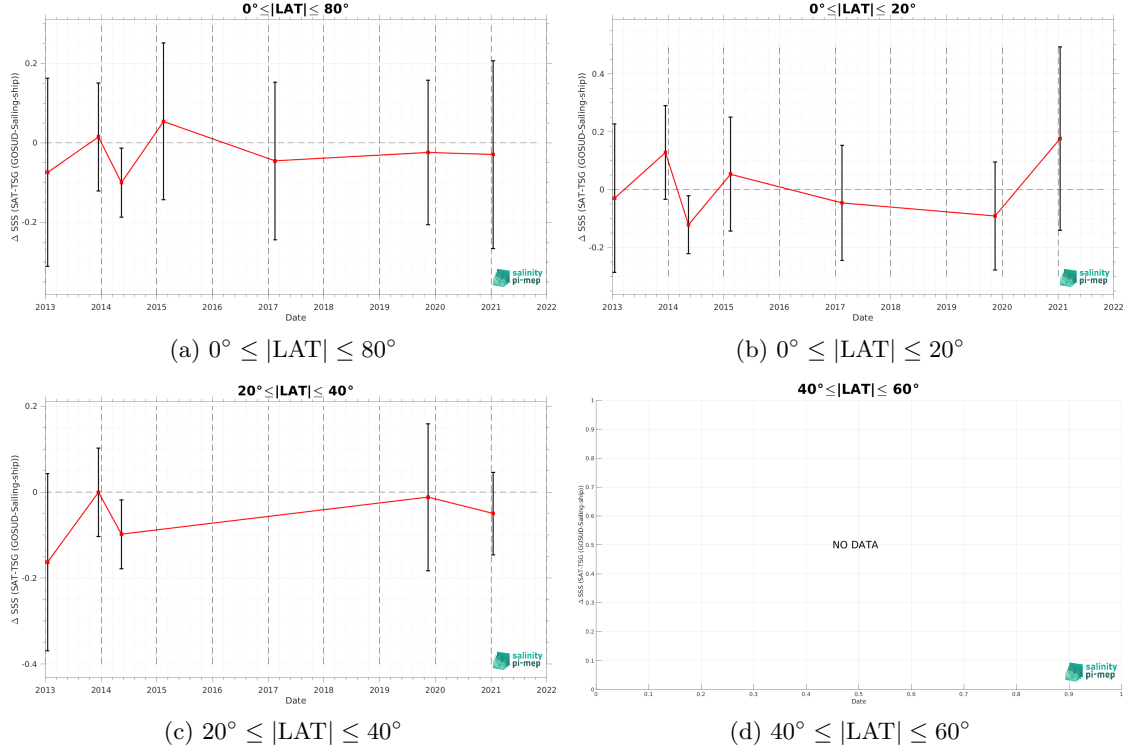 0°≤|LAT|≤ 80°
Δ SSS (SAT-TSG (GOSUD-Sailing-ship))
0.2
0
-0.2
2013 2014 2015 2016 2017 2018 2019 2020 2021 2022
Date
salinity
pi-mep
(a) 0° ≤ |LAT| ≤ 80°
0°≤|LAT|≤ 20°
Δ SSS (SAT-TSG (GOSUD-Sailing-ship))
0.4
0.2
0
-0.2
2013 2014 2015 2016 2017 2018 2019 2020 2021 2022
Date
salinity
pi-mep
(b) 0° ≤ |LAT| ≤ 20°
20°≤|LAT|≤ 40°
Δ SSS (SAT-TSG (GOSUD-Sailing-ship))
0.2
0
-0.2
-0.4
2013 2014 2015 2016 2017 2018 2019 2020 2021 2022
Date
salinity
pi-mep
(c) 20° ≤ |LAT| ≤ 40°
40°≤|LAT|≤ 60°
Δ SSS (SAT-TSG (GOSUD-Sailing-ship))
1
0.9
0.8
0.7
0.6
0.5
0.4
0.3
0.2
0.1
0
NO DATA
0 0.1 0.2 0.3 0.4 0.5 0.6 0.7 0.8 0.9 1
Date
salinity
pi-mep
(d) 40° ≤ |LAT| ≤ 60°